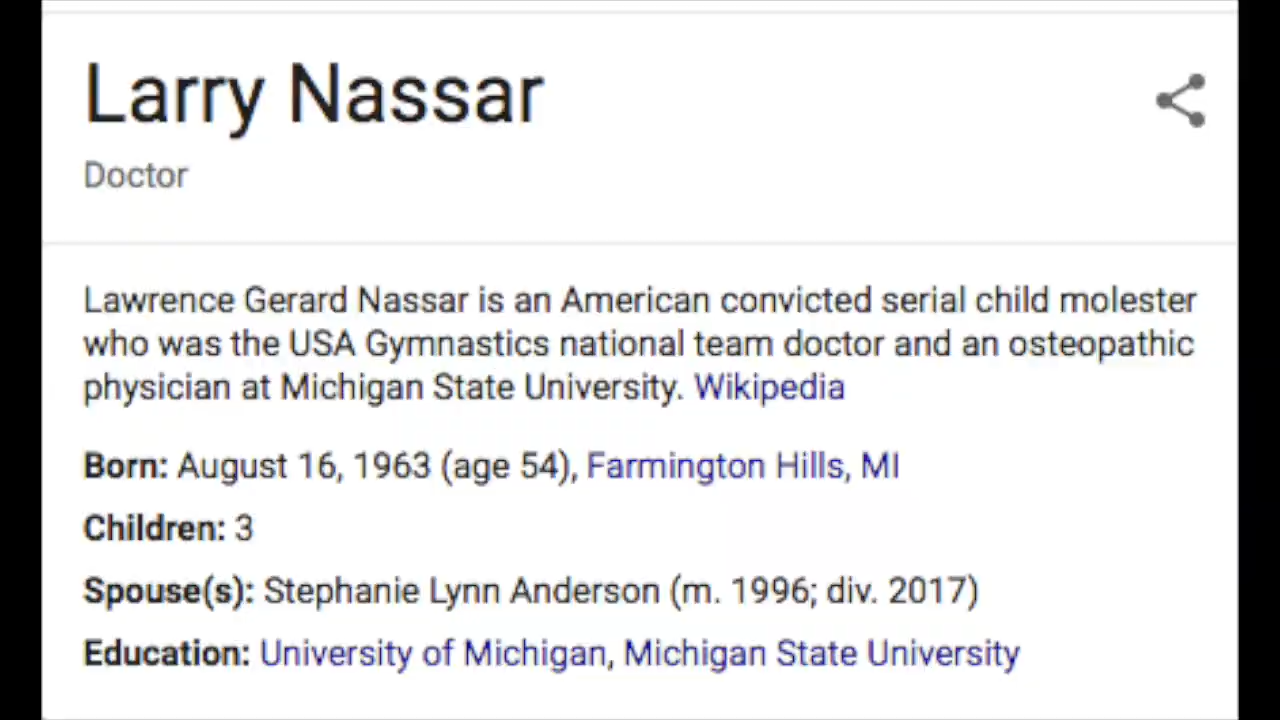 Larry Nassar
Doctor
Lawrence Gerard Nassar is an American convicted serial child molester
who was the USA Gymnastics national team doctor and an osteopathic
physician at Michigan State University. Wikipedia
Born: August 16, 1963 (age 54), Farmington Hills, MI
Children: 3
Spouse(s): Stephanie Lynn Anderson (m. 1996; div. 2017)
Education: University of Michigan, Michigan State University